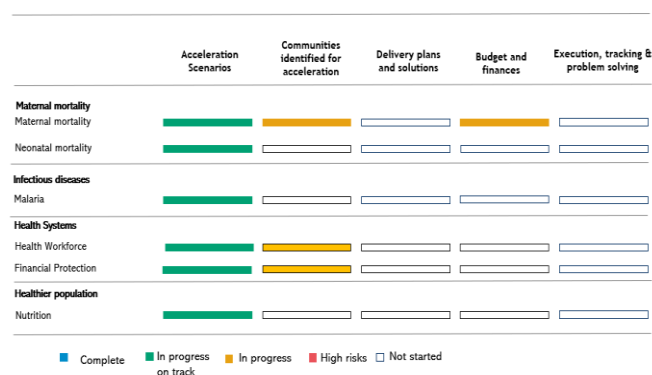 Acceleration
Scenarios
Communities
identified for
acceleration
Delivery plans
and solutions
Budget and
finances
Execution, tracking &
problem solving
Maternal mortality
Maternal mortality
Neonatal mortality
Infectious diseases
Malaria
Health Systems
Health Workforce
Financial Protection
Healthier population
Nutrition
Complete
In progress
on track
In progress
High risks
Not started